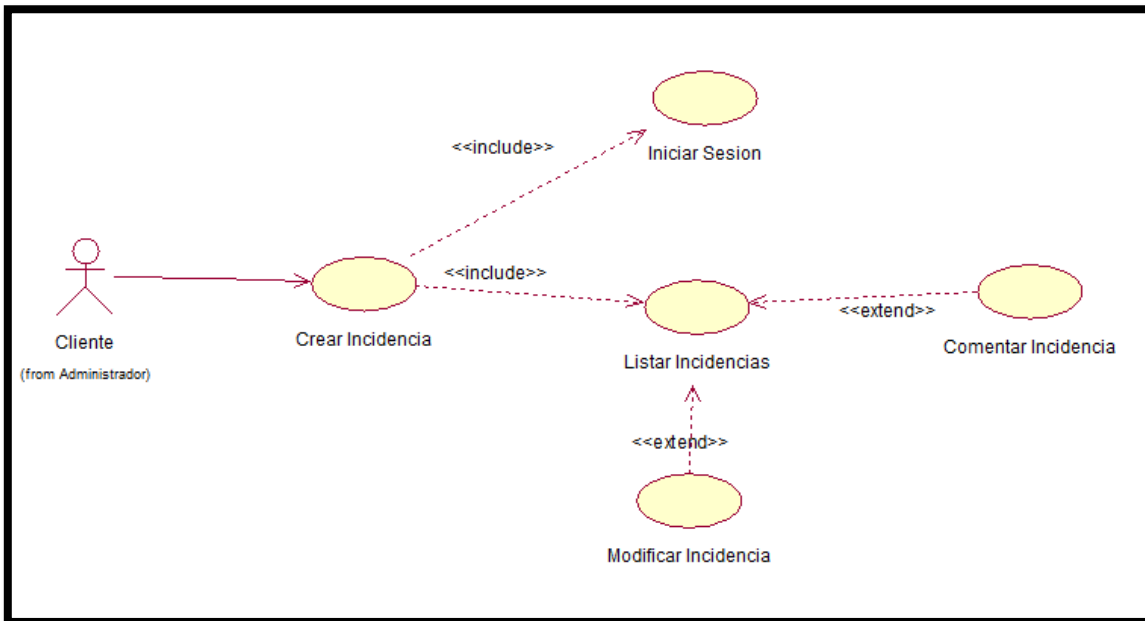 <<include>>
Iniciar Sesion
<<include>>
Cliente
(from Administrador)
Crear Incidencia
Listar Incidencias
<<extend>>
Comentar Incidencia
<<extend>>
Modificar Incidencia